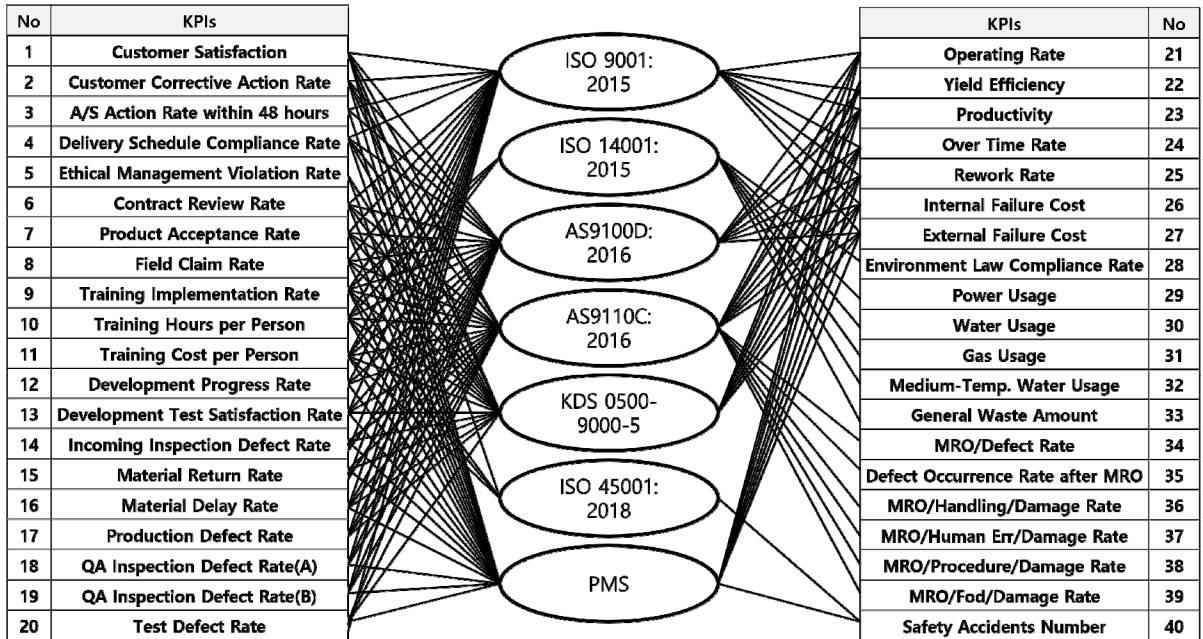 No KPIs
1 Customer Satisfaction
2 Customer Corrective Action Rate
3 A/S Action Rate within 48 hours
4 Delivery Schedule Compliance Rate
5 Ethical Management Violation Rate
6 Contract Review Rate
7 Product Acceptance Rate
8 Field Claim Rate
9 Training Implementation Rate
10 Training Hours per Person
11 Training Cost per Person
12 Development Progress Rate
13 Development Test Satisfaction Rate
14 Incoming Inspection Defect Rate
15 Material Return Rate
16 Material Delay Rate
17 Production Defect Rate
18 QA Inspection Defect Rate(A)
19 QA Inspection Defect Rate(B)
20 Test Defect Rate
ISO 9001:
2015
ISO 14001:
2015
AS9100D:
2016
AS9110C:
2016
KDS 0500-
9000-5
ISO 45001:
2018
PMS
KPIs No
Operating Rate 21
Yield Efficiency 22
Productivity 23
Over Time Rate 24
Rework Rate 25
Internal Failure Cost 26
External Failure Cost 27
Environment Law Compliance Rate 28
Power Usage 29
Water Usage 30
Gas Usage 31
Medium-Temp. Water Usage 32
General Waste Amount 33
MRO/Defect Rate 34
Defect Occurrence Rate after MRO 35
MRO/Handling/Damage Rate 36
MRO/Human Err/Damage Rate 37
MRO/Procedure/Damage Rate 38
MRO/Fod/Damage Rate 39
Safety Accidents Number 40